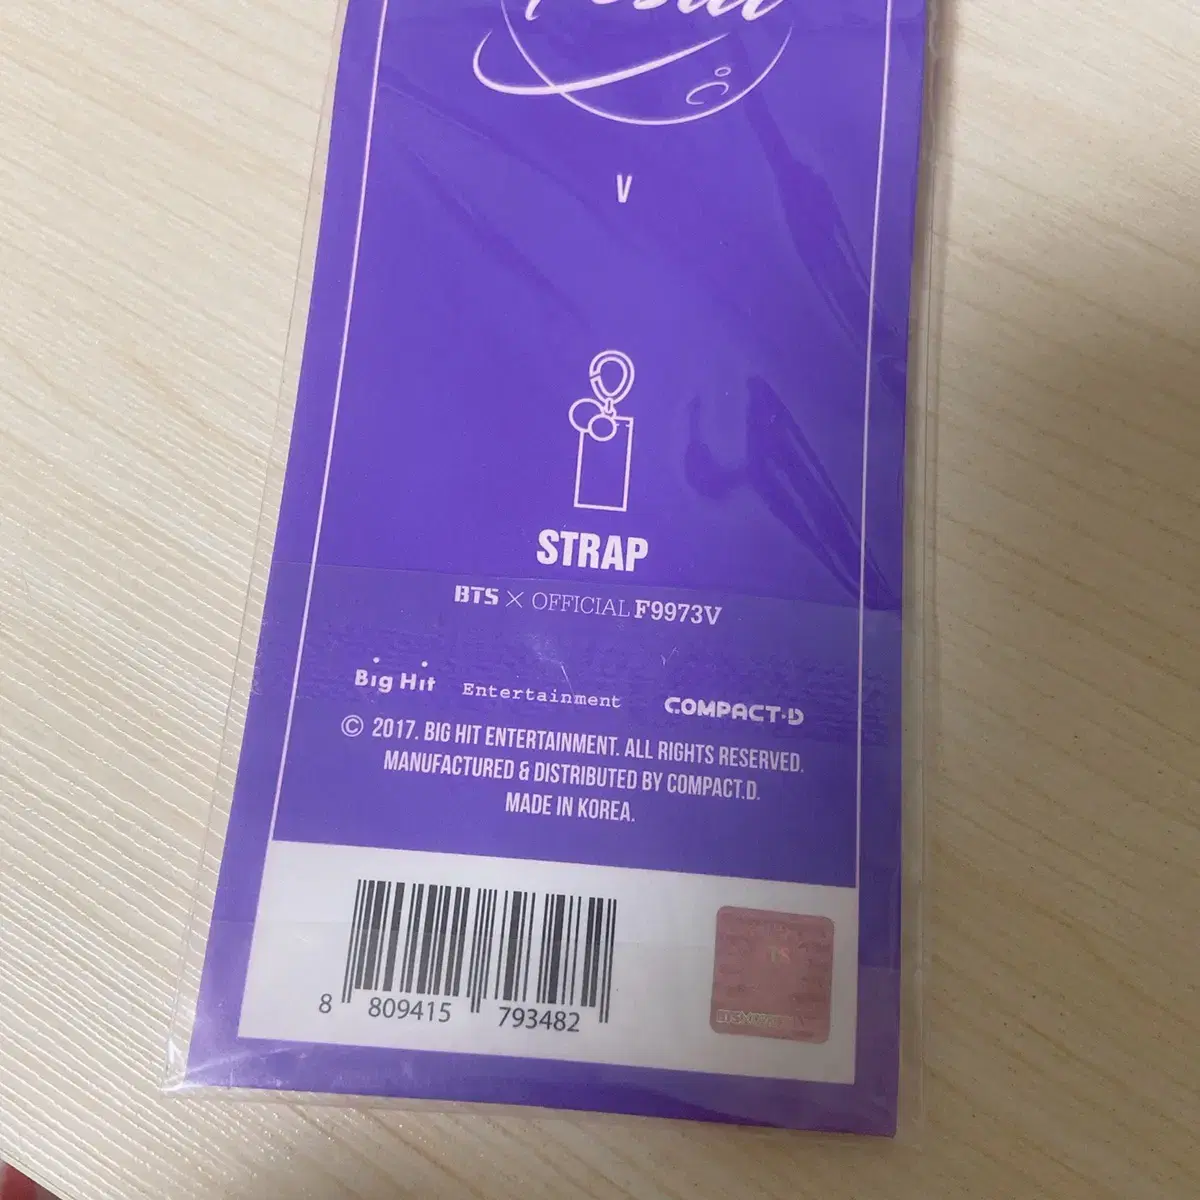 V
STRAP
BTS × OFFICIAL F9973V
Big Hit Entertainment COMPACT·D
© 2017. BIG HIT ENTERTAINMENT. ALL RIGHTS RESERVED.
MANUFACTURED & DISTRIBUTED BY COMPACT.D.
MADE IN KOREA.
8 809415 793482